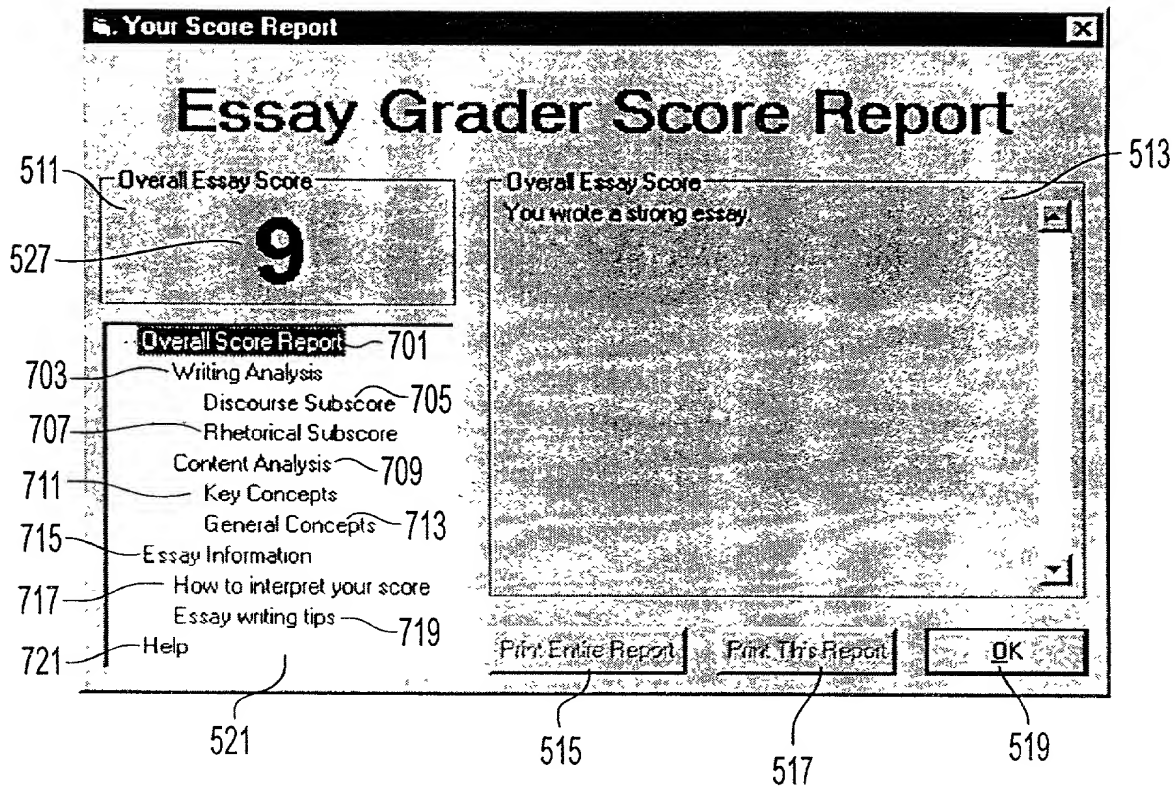 Your Score Report
Essay Grader Score Report
513
511
Overall Essay Score
Overall Essay Score
You wrote a strong essay.
527
9
Overall Score Report 701
703 Writing Analysis
Discourse Subscore 705
707 Rhetorical Subscore
Content Analysis 709
711 Key Concepts
General Concepts 713
715 Essay Information
717 How to interpret your score
Essay writing tips 719
721 Help
Print Entire Report
Print This Report
OK
521
515
517
519